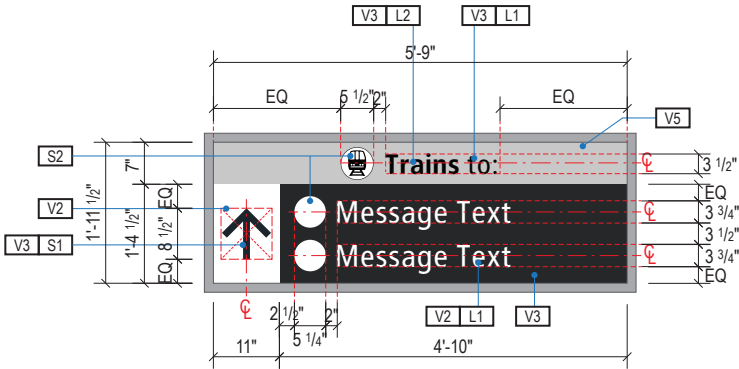 V3 L2 V3 L1
5'-9"
EQ 5 1/2" 2" EQ
V5
S2
Trains to:
℄ 3 1/2"
7"
1'-11 1/2"
V2
EQ
EQ
Message Text
℄ 3 3/4"
V3 S1
1'-4 1/2"
8 1/2"
3 1/2"
Message Text
℄ 3 3/4"
EQ
EQ
℄
2 1/2" 2"
V2 L1 V3
5 1/4"
11" 4'-10"